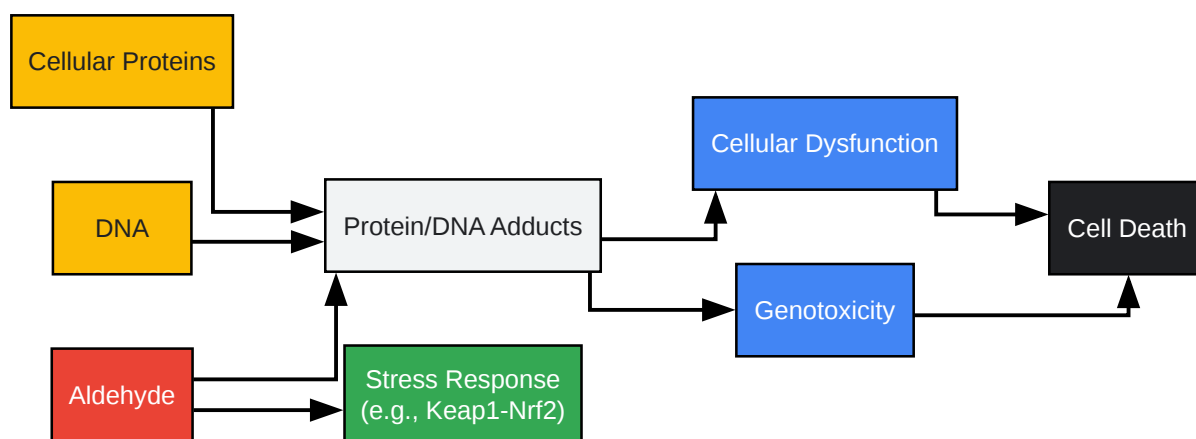 Cellular Proteins
DNA
Aldehyde
Protein/DNA Adducts
Stress Response
(e.g., Keap1-Nrf2)
Cellular Dysfunction
Genotoxicity
Cell Death